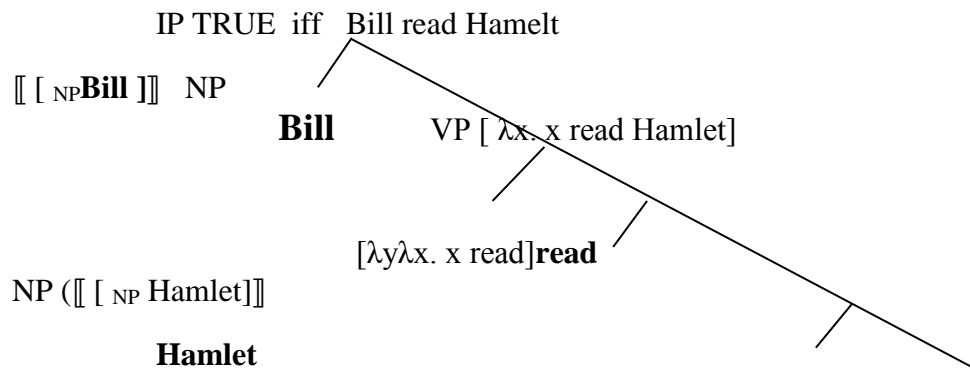 IP TRUE iff Bill read Hamelt
⟦ [ NPBill ]⟧ NP
Bill VP [ λx. x read Hamlet]
[λyλx. x read]read
NP (⟦ [ NP Hamlet]⟧
Hamlet